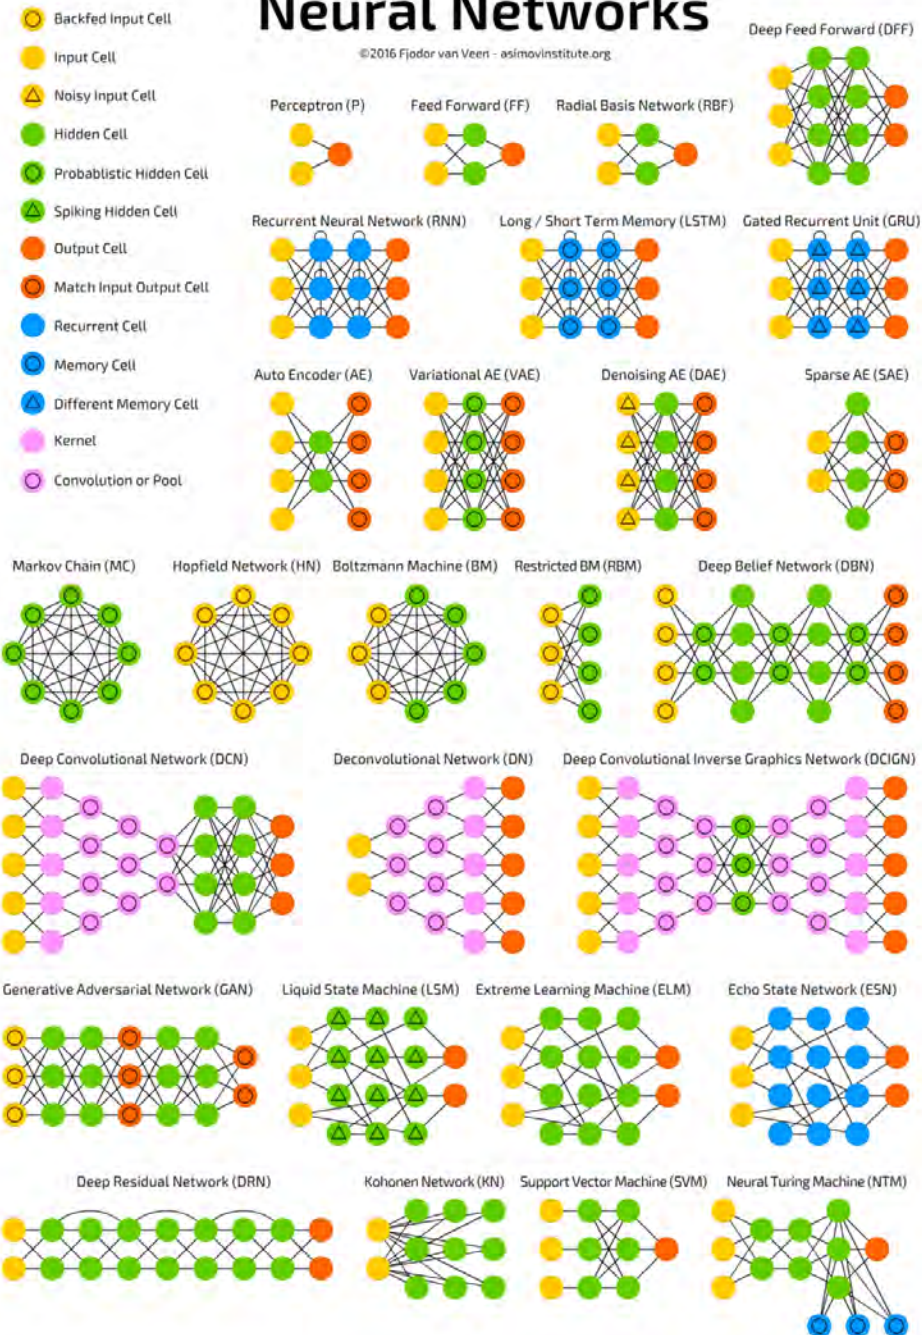 Neural Networks
©2016 Fjodor van Veen - asimovinstitute.org
Backfed Input Cell
Input Cell
Noisy Input Cell
Hidden Cell
Probablistic Hidden Cell
Spiking Hidden Cell
Output Cell
Match Input Output Cell
Recurrent Cell
Memory Cell
Different Memory Cell
Kernel
Convolution or Pool
Deep Feed Forward (DFF)
Perceptron (P) Feed Forward (FF) Radial Basis Network (RBF)
Recurrent Neural Network (RNN) Long / Short Term Memory (LSTM) Gated Recurrent Unit (GRU)
Auto Encoder (AE) Variational AE (VAE) Denoising AE (DAE) Sparse AE (SAE)
Markov Chain (MC) Hopfield Network (HN) Boltzmann Machine (BM) Restricted BM (RBM) Deep Belief Network (DBN)
Deep Convolutional Network (DCN) Deconvolutional Network (DN) Deep Convolutional Inverse Graphics Network (DCIGN)
Generative Adversarial Network (GAN) Liquid State Machine (LSM) Extreme Learning Machine (ELM) Echo State Network (ESN)
Deep Residual Network (DRN) Kohonen Network (KN) Support Vector Machine (SVM) Neural Turing Machine (NTM)